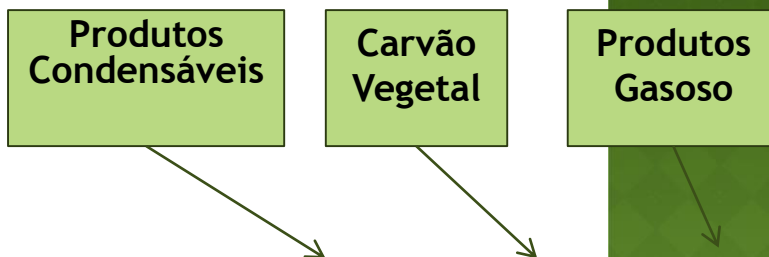 Produtos
Condensáveis
Carvão
Vegetal
Produtos
Gasoso